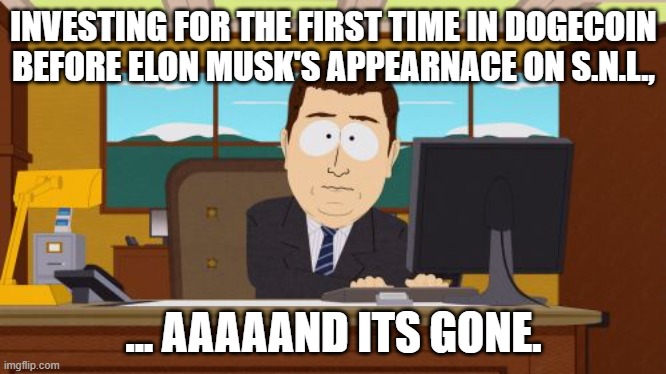 INVESTING FOR THE FIRST TIME IN DOGECOIN
BEFORE ELON MUSK'S APPEARNACE ON S.N.L.,
... AAAAAND ITS GONE.
imgflip.com